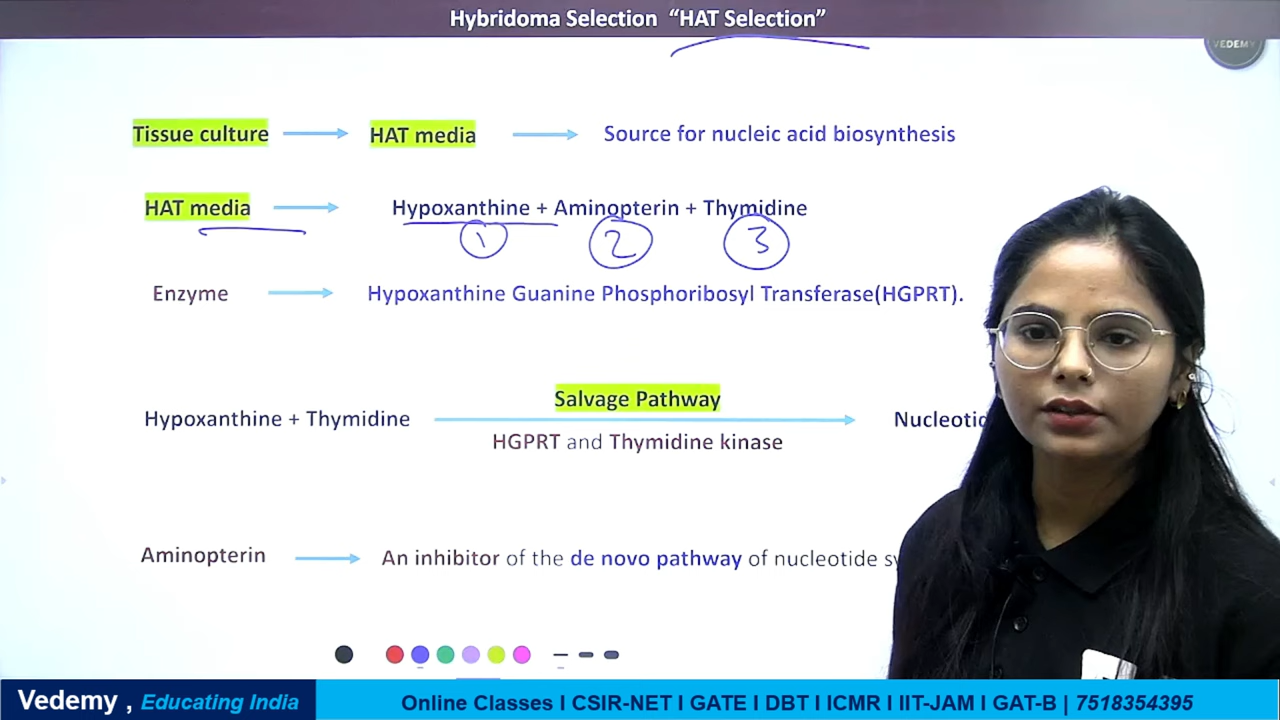 Hybridoma Selection “HAT Selection”
VEDEMY
Tissue culture HAT media Source for nucleic acid biosynthesis
HAT media Hypoxanthine + Aminopterin + Thymidine
1 2 3
Enzyme Hypoxanthine Guanine Phosphoribosyl Transferase(HGPRT).
Salvage Pathway
Hypoxanthine + Thymidine Nucleotid
HGPRT and Thymidine kinase
Aminopterin An inhibitor of the de novo pathway of nucleotide sy
Vedemy , Educating India Online Classes I CSIR-NET I GATE I DBT I ICMR I IIT-JAM I GAT-B | 7518354395